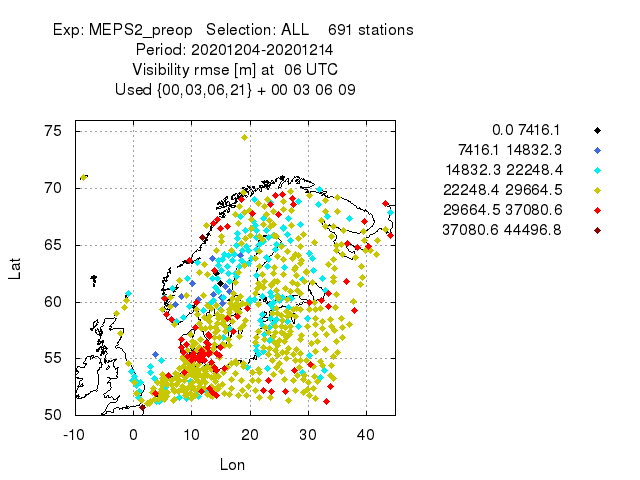 Exp: MEPS2_preop   Selection: ALL    691 stations
Period: 20201204-20201214
Visibility rmse [m] at  06 UTC
Used {00,03,06,21} + 00 03 06 09
0.0 7416.1
7416.1 14832.3
14832.3 22248.4
22248.4 29664.5
29664.5 37080.6
37080.6 44496.8
75
70
65
60
55
50
Lat
-10 0 10 20 30 40
Lon